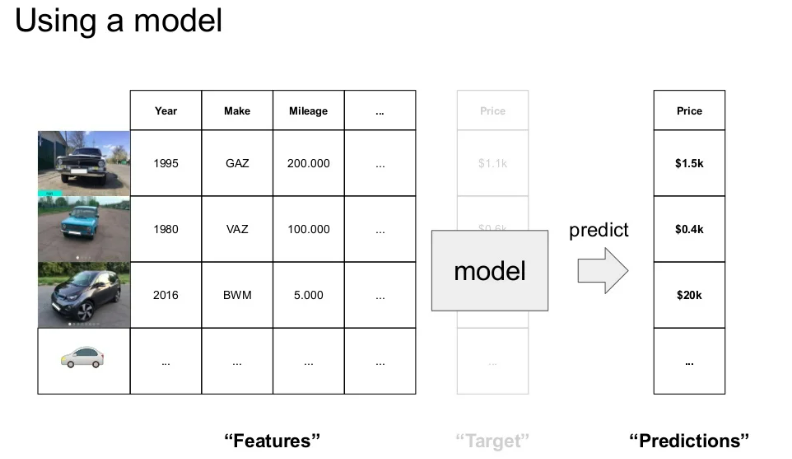 Using a model
Year Make Mileage ... Price Price
1995 GAZ 200.000 ... $1.1k $1.5k
1980 VAZ 100.000 ... $0.6k $0.4k
predict
model
2016 BWM 5.000 ... $20k
... ... ... ... ... ...
“Features” “Target” “Predictions”